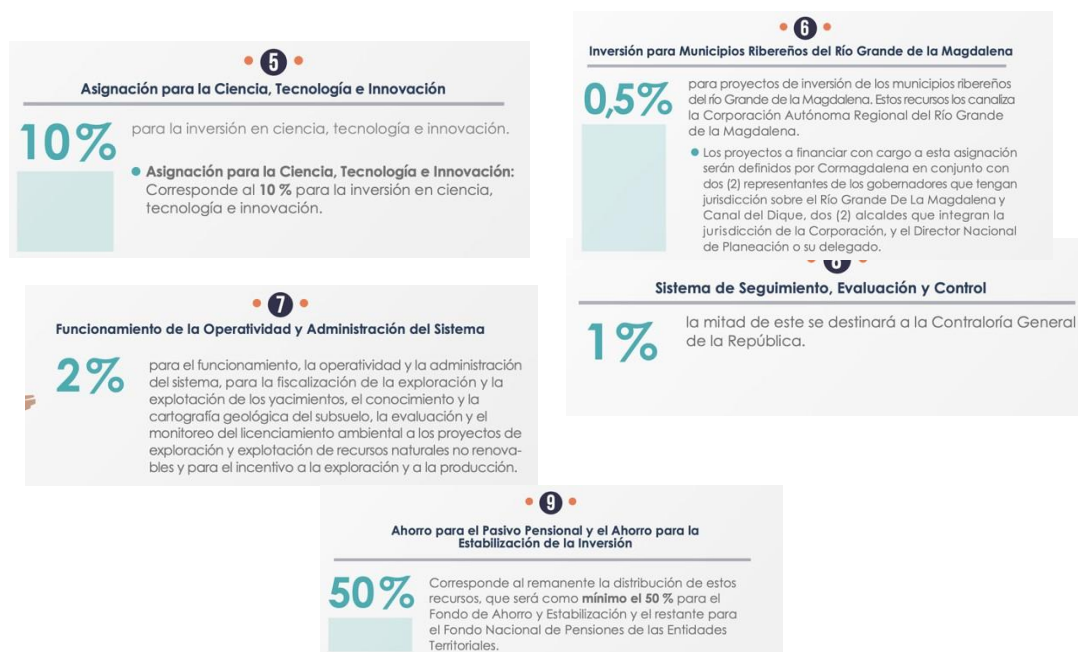 5
Asignación para la Ciencia, Tecnología e Innovación
10%
para la inversión en ciencia, tecnología e innovación.
Asignación para la Ciencia, Tecnología e Innovación:
Corresponde al 10 % para la inversión en ciencia,
tecnología e innovación.
6
Inversión para Municipios Ribereños del Río Grande de la Magdalena
0,5%
para proyectos de inversión de los municipios ribereños
del río Grande de la Magdalena. Estos recursos los canaliza
la Corporación Autónoma Regional del Río Grande
de la Magdalena.
Los proyectos a financiar con cargo a esta asignación
serán definidos por Cormagdalena en conjunto con
dos (2) representantes de los gobernadores que tengan
jurisdicción sobre el Río Grande De La Magdalena y
Canal del Dique, dos (2) alcaldes que integran la
jurisdicción de la Corporación, y el Director Nacional
de Planeación o su delegado.
7
Funcionamiento de la Operatividad y Administración del Sistema
2%
para el funcionamiento, la operatividad y la administración
del sistema, para la fiscalización de la exploración y la
explotación de los yacimientos, el conocimiento y la
cartografía geológica del subsuelo, la evaluación y el
monitoreo del licenciamiento ambiental a los proyectos de
exploración y explotación de recursos naturales no renova-
bles y para el incentivo a la exploración y a la producción.
Sistema de Seguimiento, Evaluación y Control
1%
la mitad de este se destinará a la Contraloría General
de la República.
9
Ahorro para el Pasivo Pensional y el Ahorro para la
Estabilización de la Inversión
50%
Corresponde al remanente la distribución de estos
recursos, que será como mínimo el 50 % para el
Fondo de Ahorro y Estabilización y el restante para
el Fondo Nacional de Pensiones de las Entidades
Territoriales.